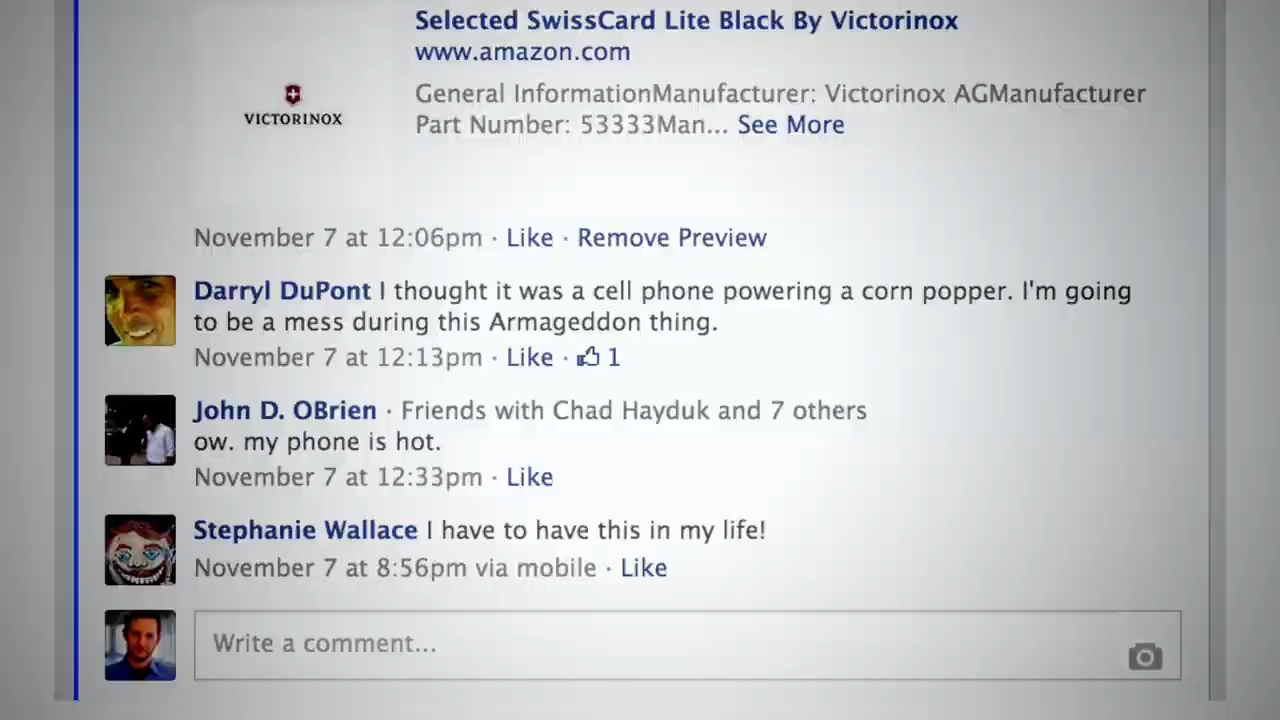 Selected SwissCard Lite Black By Victorinox
www.amazon.com
VICTORINOX
General InformationManufacturer: Victorinox AGManufacturer
Part Number: 53333Man... See More
November 7 at 12:06pm · Like · Remove Preview
Darryl DuPont I thought it was a cell phone powering a corn popper. I'm going
to be a mess during this Armageddon thing.
November 7 at 12:13pm · Like · 1
John D. OBrien · Friends with Chad Hayduk and 7 others
ow. my phone is hot.
November 7 at 12:33pm · Like
Stephanie Wallace I have to have this in my life!
November 7 at 8:56pm via mobile · Like
Write a comment...